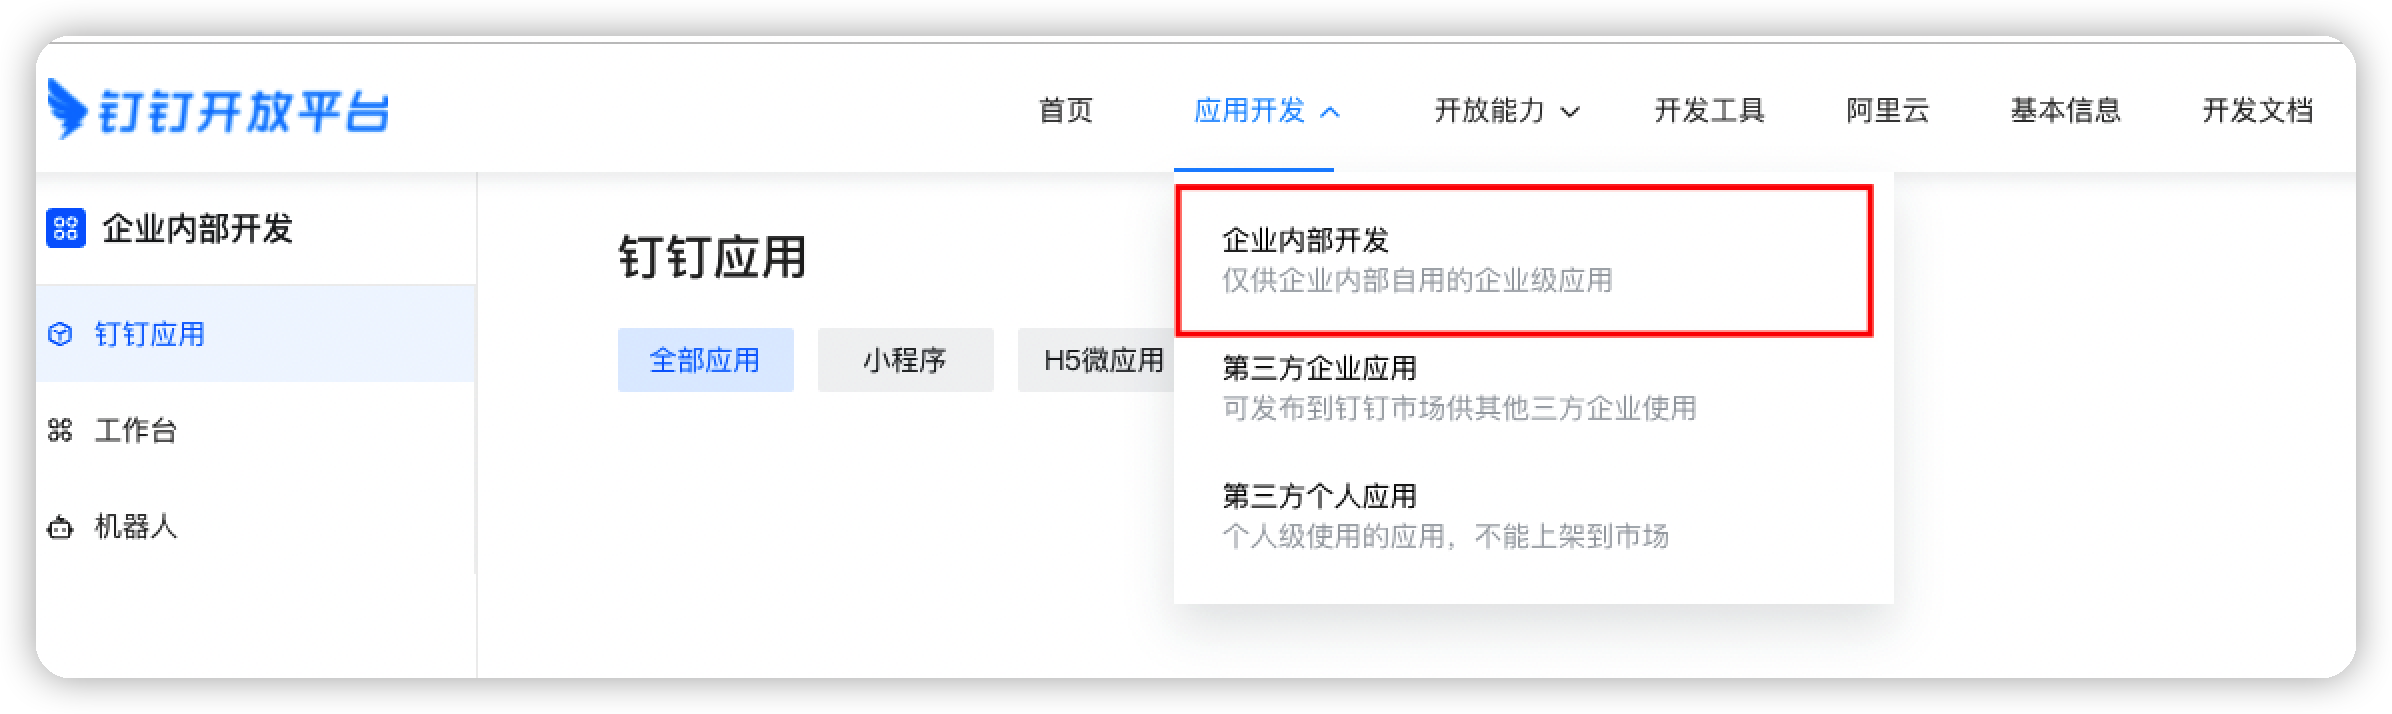 钉钉开放平台
首页 应用开发 开放能力 开发工具 阿里云 基本信息 开发文档
企业内部开发
钉钉应用
工作台
机器人
钉钉应用
全部应用 小程序 H5微应用
企业内部开发
仅供企业内部自用的企业级应用
第三方企业应用
可发布到钉钉市场供其他三方企业使用
第三方个人应用
个人级使用的应用，不能上架到市场